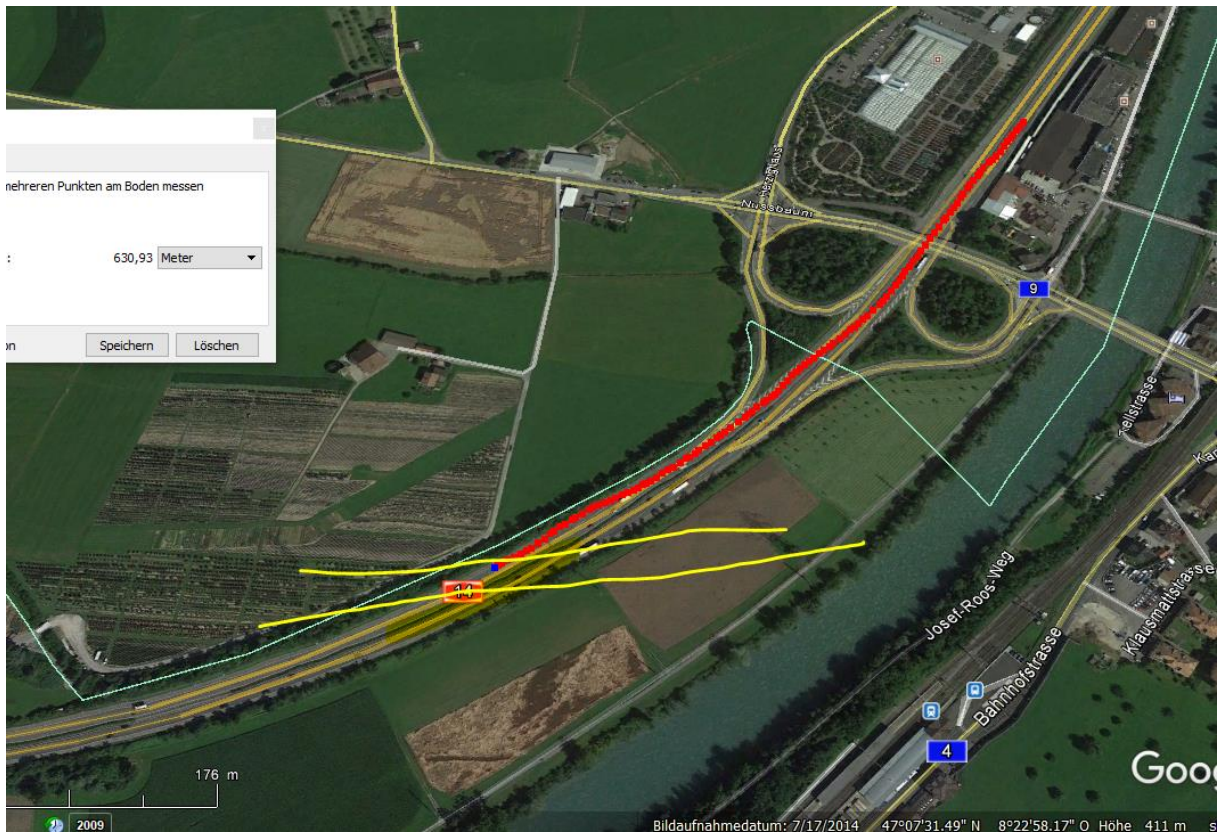 mehreren Punkten am Boden messen
: 630,93 Meter
on Speichern Löschen
Nussbaum
9
14
Tellstrasse
Josef-Roos-Weg
Klausmattstrasse
Bahnhofstrasse
4
Goog
176 m
2009
Bildaufnahmedatum: 7/17/2014 47°07'31.49" N 8°22'58.17" O Höhe 411 m